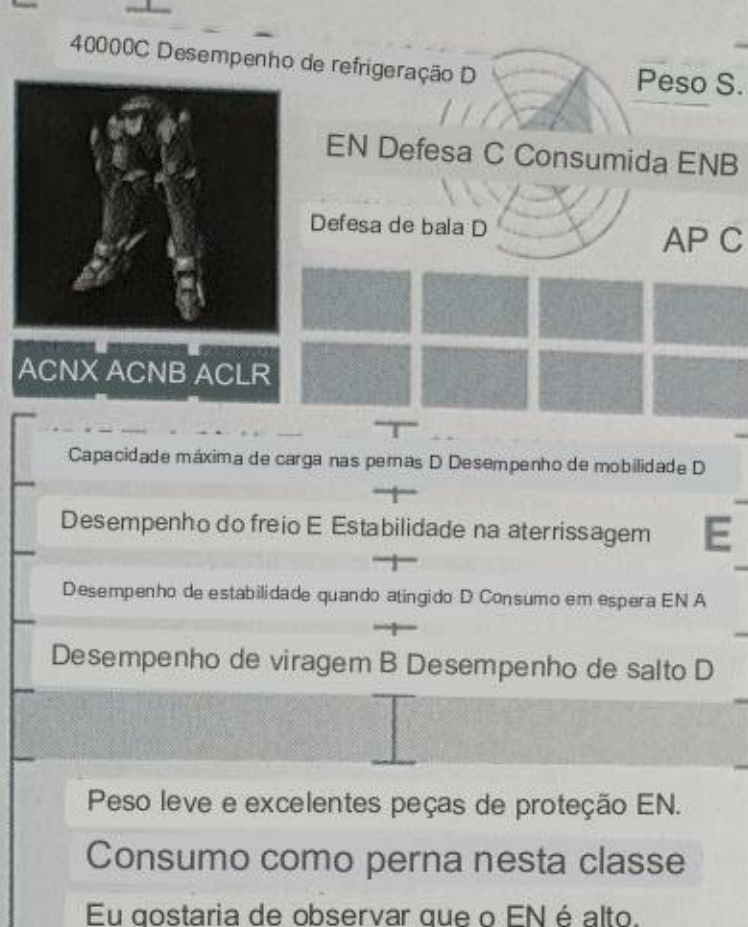 40000C Desempenho de refrigeração D
Peso S.
EN Defesa C Consumida ENB
Defesa de bala D
AP C
ACNX ACNB ACLR
Capacidade máxima de carga nas pernas D Desempenho de mobilidade D
Desempenho do freio E Estabilidade na aterrissagem E
Desempenho de estabilidade quando atingido D Consumo em espera EN A
Desempenho de viragem B Desempenho de salto D
Peso leve e excelentes peças de proteção EN.
Consumo como perna nesta classe
Eu gostaria de observar que o EN é alto.